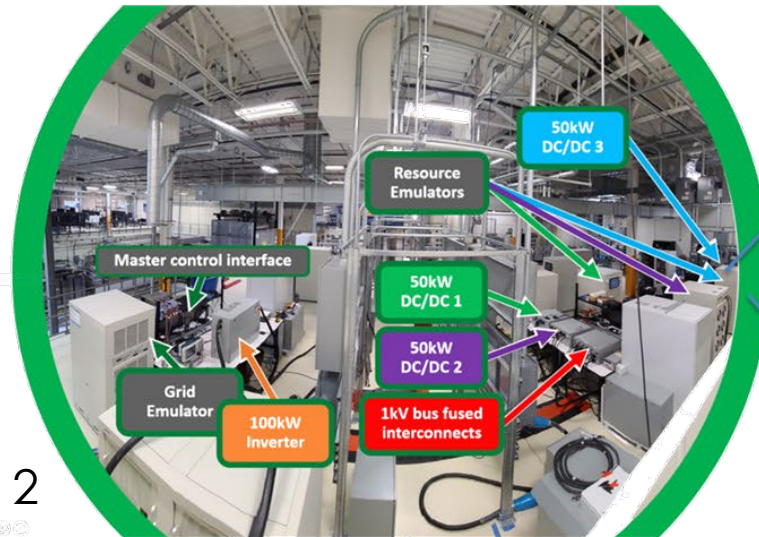 50kW
DC/DC 3
Resource
Emulators
Master control interface
50kW
DC/DC 1
50kW
DC/DC 2
Grid
Emulator
100kW
Inverter
1kV bus fused
interconnects
2